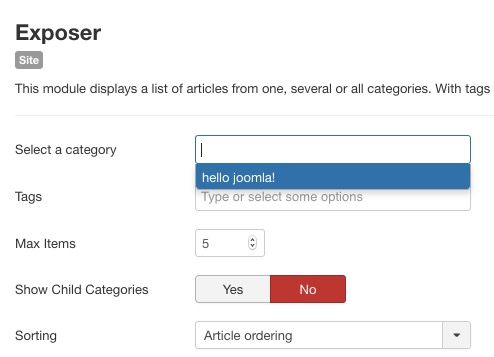 Exposer
Site
This module displays a list of articles from one, several or all categories. With tags
Select a category
hello joomla!
Tags
Type or select some options
Max Items
5
Show Child Categories
Yes
No
Sorting
Article ordering